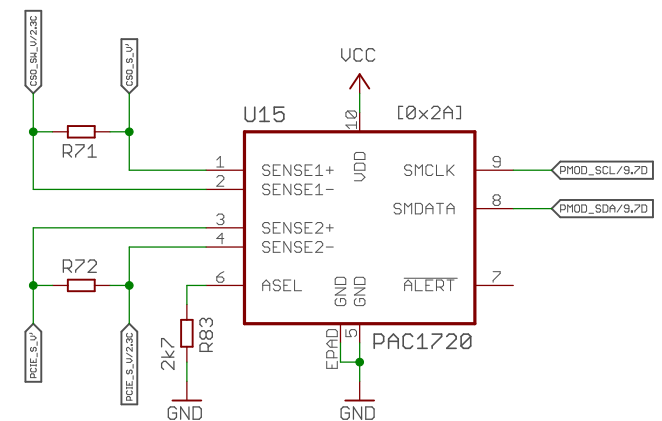 CSO_SW_V/2.3C
CSO_S_V'
VCC
R71
U15
[0x2A]
10
VDD
1
SENSE1+
2
SENSE1-
SMCLK
9
PMOD_SCL/9.7D
3
SENSE2+
4
SENSE2-
SMDATA
8
PMOD_SDA/9.7D
R72
6
ASEL
GND
GND
ALERT
7
PCIE_S_V'
PCIE_S_V/2.3C
2k7
R83
EPAD
5
PAC1720
GND
GND